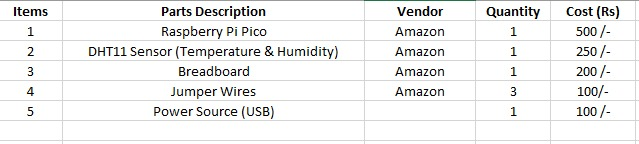 Items Parts Description Vendor Quantity Cost (Rs)
1 Raspberry Pi Pico Amazon 1 500 /-
2 DHT11 Sensor (Temperature & Humidity) Amazon 1 250 /-
3 Breadboard Amazon 1 200 /-
4 Jumper Wires Amazon 3 100/-
5 Power Source (USB) 1 100 /-